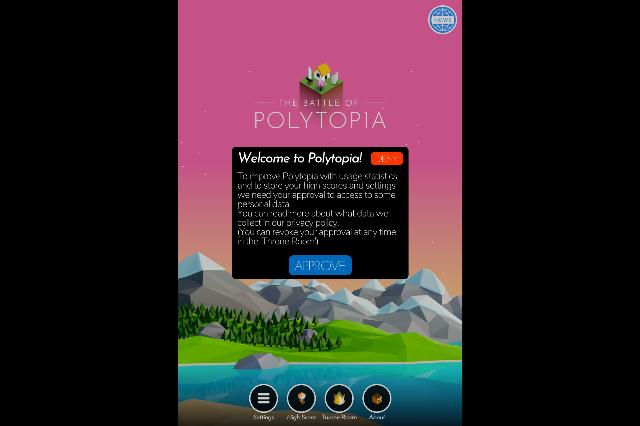 NEWS
THE BATTLE OF
POLYTOPIA
Welcome to Polytopia!
DENY
To improve Polytopia with usage statistics
and to store your high scores and settings
we need your approval to access to some
personal data.
You can read more about what data we
collect in our privacy policy.
(You can revoke your approval at any time
in the 'Throne Room')
APPROVE
Settings
High Score
Throne Room
About